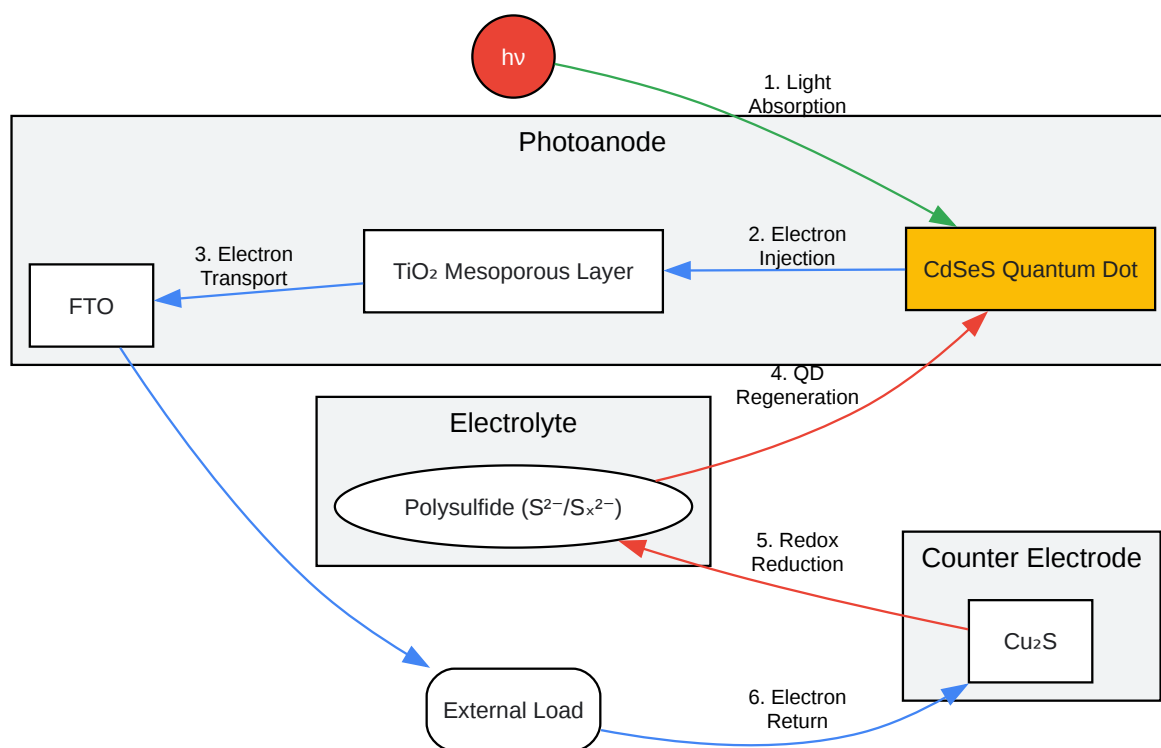 hν
1. Light
Absorption
Photoanode
3. Electron
Transport
TiO₂ Mesoporous Layer
2. Electron
Injection
CdSeS Quantum Dot
FTO
4. QD
Regeneration
Electrolyte
Polysulfide (S²⁻/Sₓ²⁻)
5. Redox
Reduction
Counter Electrode
Cu₂S
External Load
6. Electron
Return